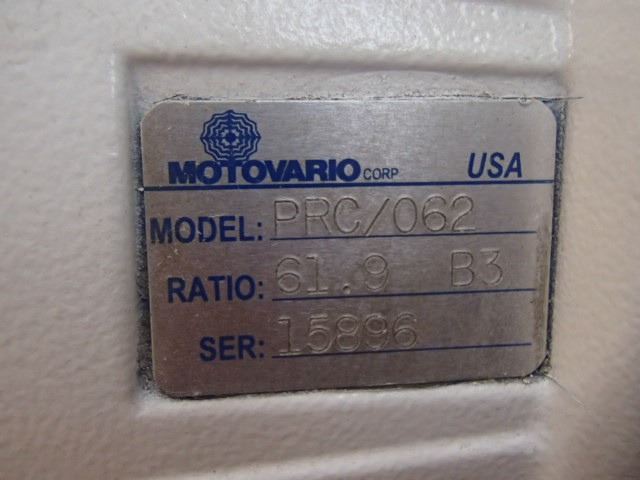 MOTOVARIO CORP USA
MODEL: PRC/062
RATIO: 61.9 B3
SER: 15896